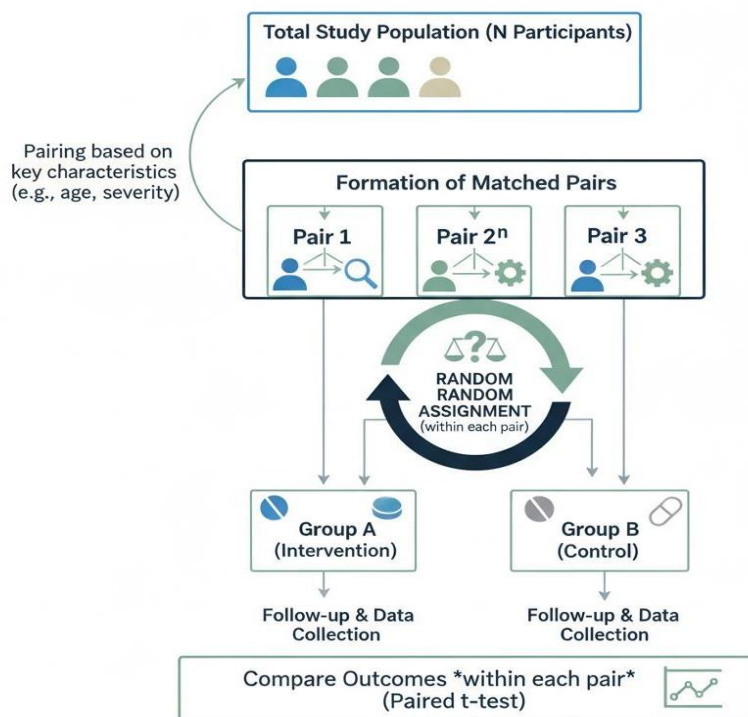 Total Study Population (N Participants)
Pairing based on
key characteristics
(e.g., age, severity)
Formation of Matched Pairs
Pair 1
Pair 2ⁿ
Pair 3
?
RANDOM
RANDOM
ASSIGNMENT
(within each pair)
Group A
(Intervention)
Group B
(Control)
Follow-up & Data
Collection
Follow-up & Data
Collection
Compare Outcomes *within each pair*
(Paired t-test)